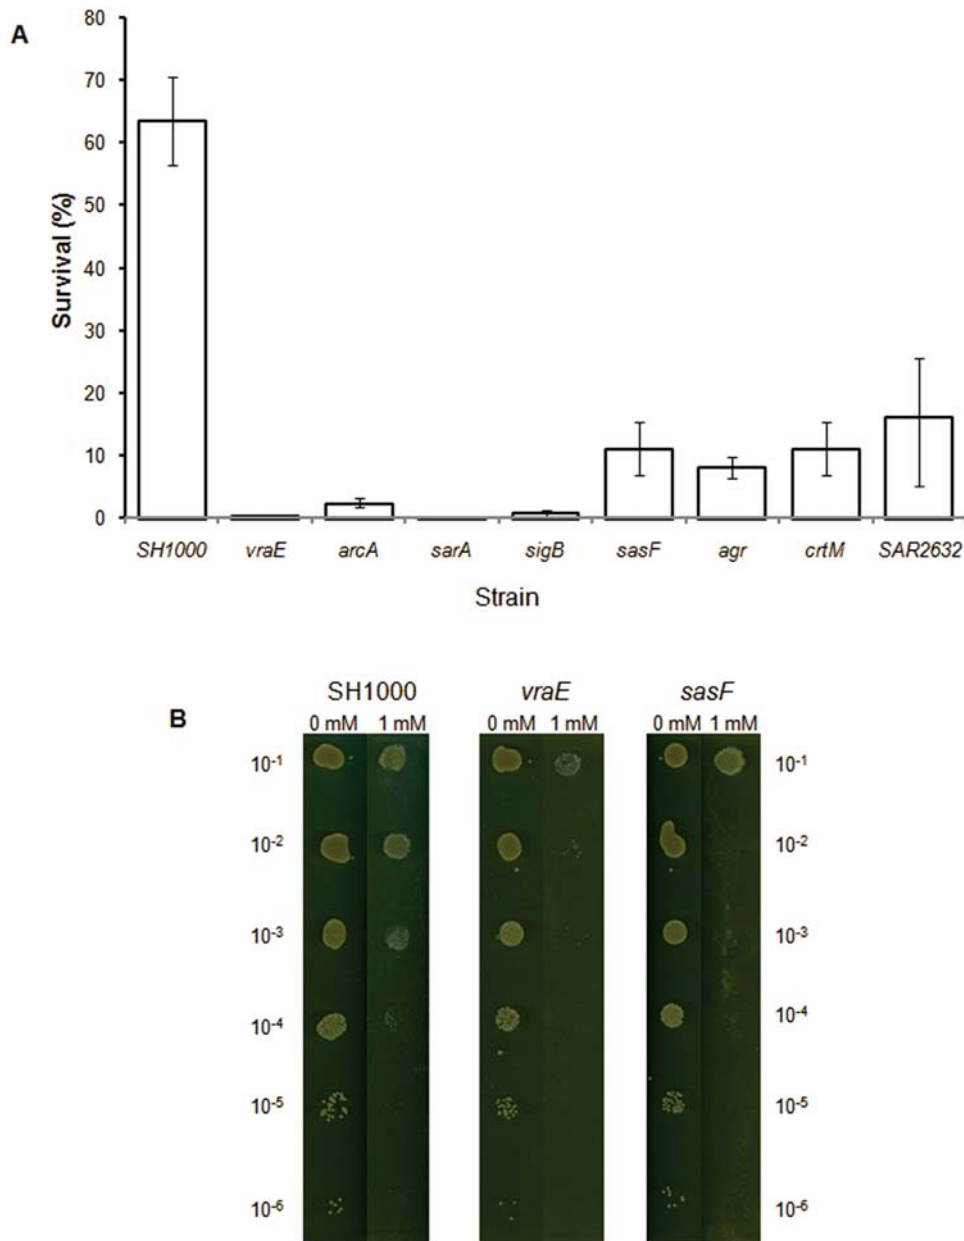 A
80
70
60
50
40
30
20
10
0
Survival (%)
SH1000 vraE arcA sarA sigB sasF agr crtM SAR2632
Strain
B
SH1000 vraE sasF
0 mM 1 mM 0 mM 1 mM 0 mM 1 mM
10⁻¹ 10⁻¹
10⁻² 10⁻²
10⁻³ 10⁻³
10⁻⁴ 10⁻⁴
10⁻⁵ 10⁻⁵
10⁻⁶ 10⁻⁶